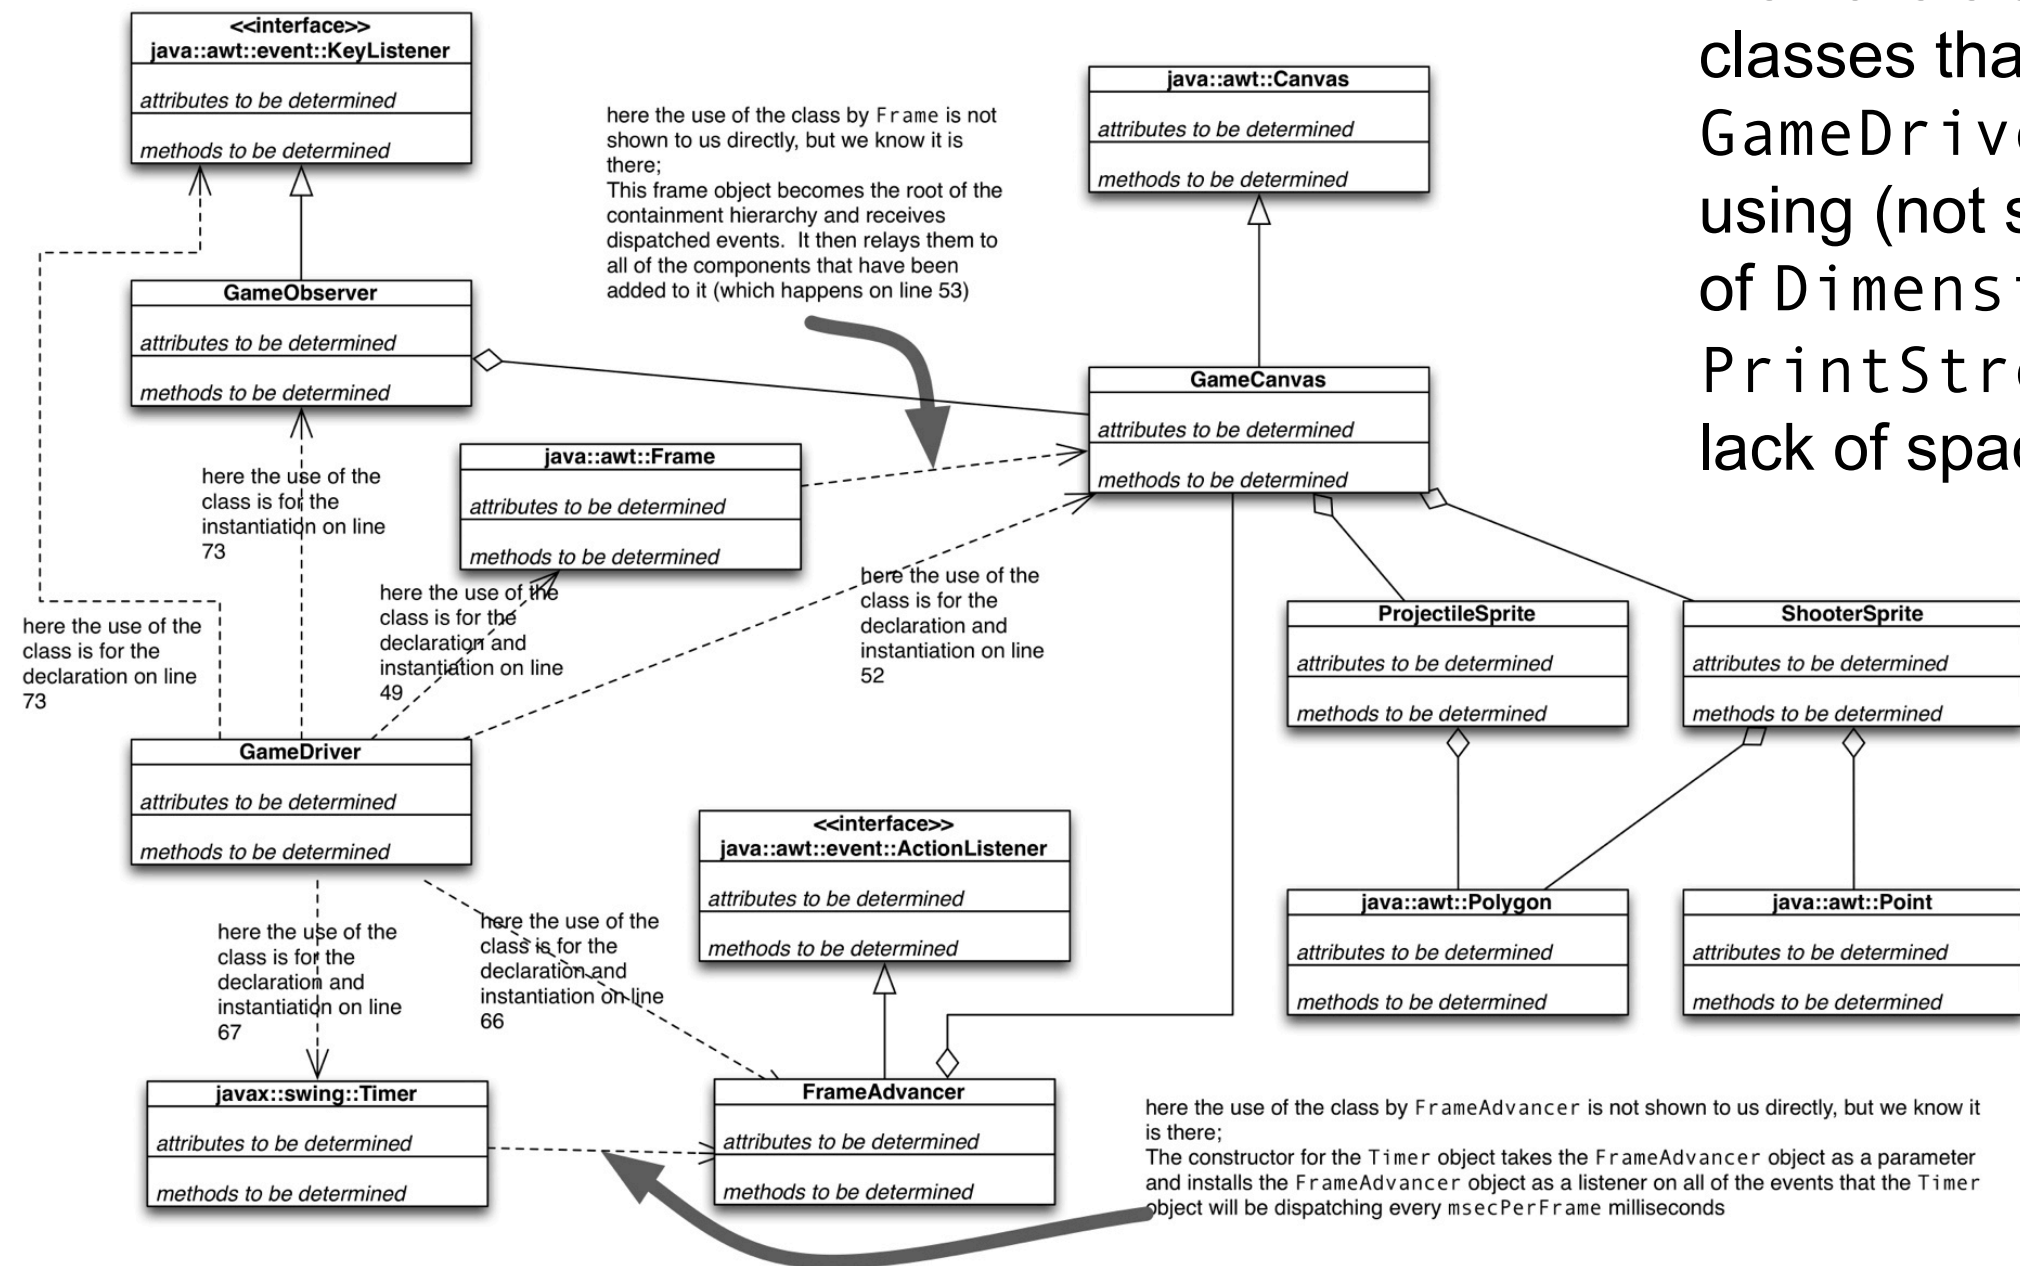 <<interface>>
java::awt::event::KeyListener
attributes to be determined
methods to be determined
here the use of the class by Frame is not
shown to us directly, but we know it is
there;
This frame object becomes the root of the
containment hierarchy and receives
dispatched events. It then relays them to
all of the components that have been
added to it (which happens on line 53)
java::awt::Canvas
attributes to be determined
methods to be determined
classes
using (not
of
lack of
GameObserver
attributes to be determined
methods to be determined
GameCanvas
attributes to be determined
methods to be determined
here the use of the
class is for the
instantiation on line
73
java::awt::Frame
attributes to be determined
methods to be determined
here the use of the
class is for the
declaration on line
73
here the use of the
class is for the
declaration and
instantiation on line
49
here the use of the
class is for the
declaration and
instantiation on line
52
ProjectileSprite
attributes to be determined
methods to be determined
ShooterSprite
attributes to be determined
methods to be determined
GameDriver
attributes to be determined
methods to be determined
<<interface>>
java::awt::event::ActionListener
attributes to be determined
methods to be determined
java::awt::Polygon
attributes to be determined
methods to be determined
java::awt::Point
attributes to be determined
methods to be determined
here the use of the
class is for the
declaration and
instantiation on line
67
here the use of the
class is for the
declaration and
instantiation on line
66
javax::swing::Timer
attributes to be determined
methods to be determined
FrameAdvancer
attributes to be determined
methods to be determined
here the use of the class by FrameAdvancer is not shown to us directly, but we know it
is there;
The constructor for the Timer object takes the FrameAdvancer object as a parameter
and installs the FrameAdvancer object as a listener on all of the events that the Timer
object will be dispatching every msecPerFrame milliseconds